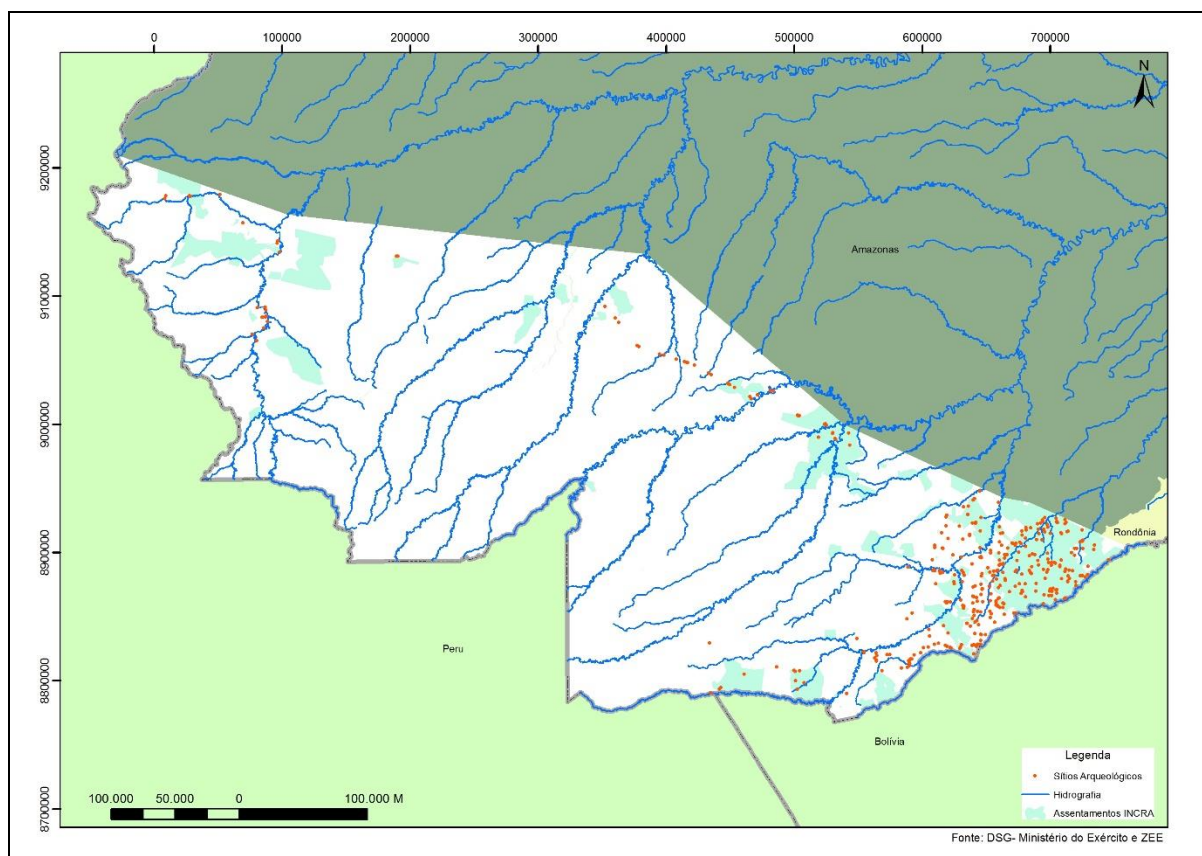 0 100000 200000 300000 400000 500000 600000 700000
N
9200000
Amazonas
9100000
9000000
8900000
Rondônia
Peru
8800000
Bolívia
Legenda
Sítios Arqueológicos
Hidrografia
Assentamentos INCRA
100.000 50.000 0 100.000 M
8700000
Fonte: DSG- Ministério do Exército e ZEE